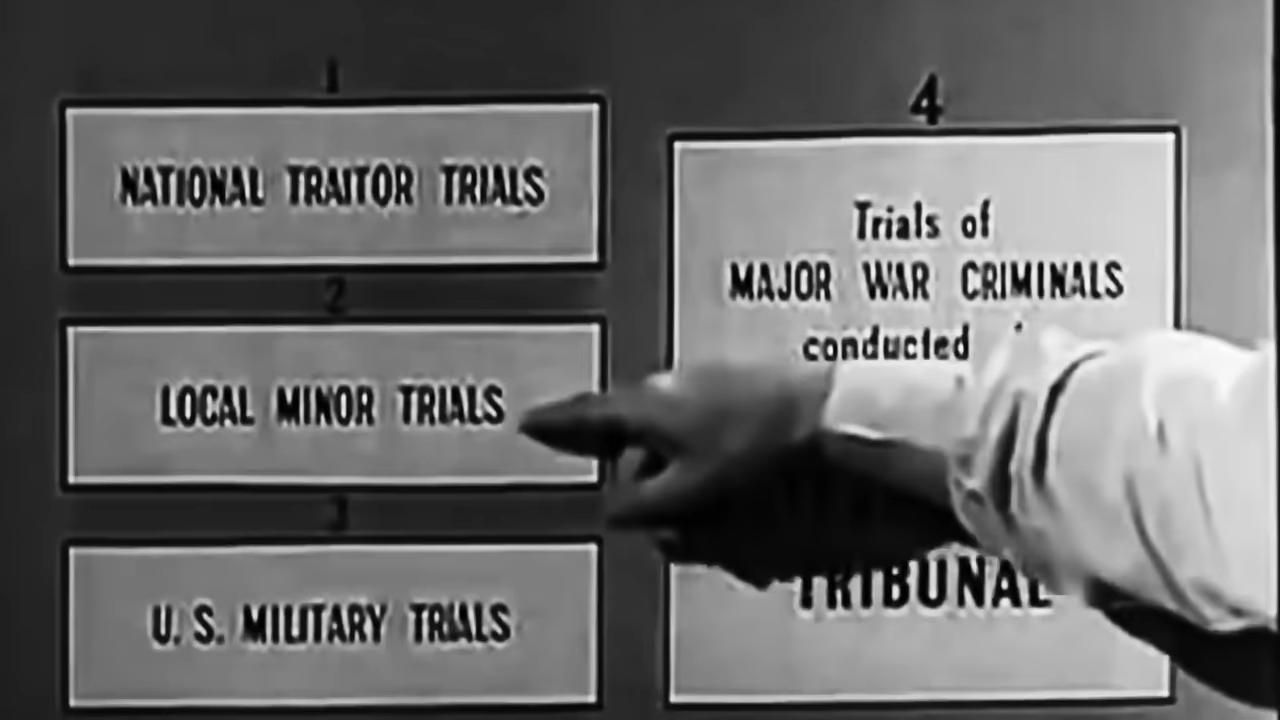 1
NATIONAL TRAITOR TRIALS
2
LOCAL MINOR TRIALS
3
U.S. MILITARY TRIALS
4
Trials of
MAJOR WAR CRIMINALS
conducted
TRIBUNAL